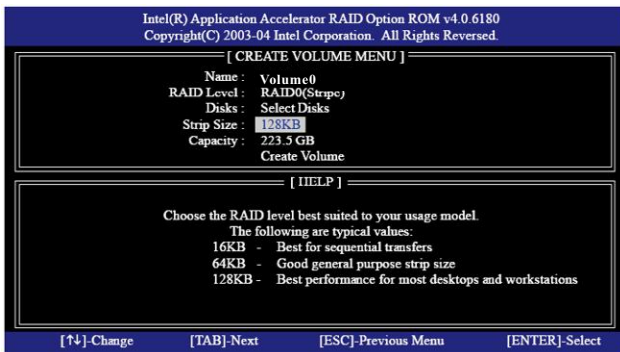 Intel(R) Application Accelerator RAID Option ROM v4.0.6180
Copyright(C) 2003-04 Intel Corporation. All Rights Reversed.
[ CREATE VOLUME MENU ]
Name : Volume0
RAID Level : RAID0(Stripe)
Disks : Select Disks
Strip Size : 128KB
Capacity : 223.5 GB
Create Volume
[ HELP ]
Choose the RAID level best suited to your usage model.
The following are typical values:
16KB - Best for sequential transfers
64KB - Good general purpose strip size
128KB - Best performance for most desktops and workstations
[↑↓]-Change [TAB]-Next [ESC]-Previous Menu [ENTER]-Select